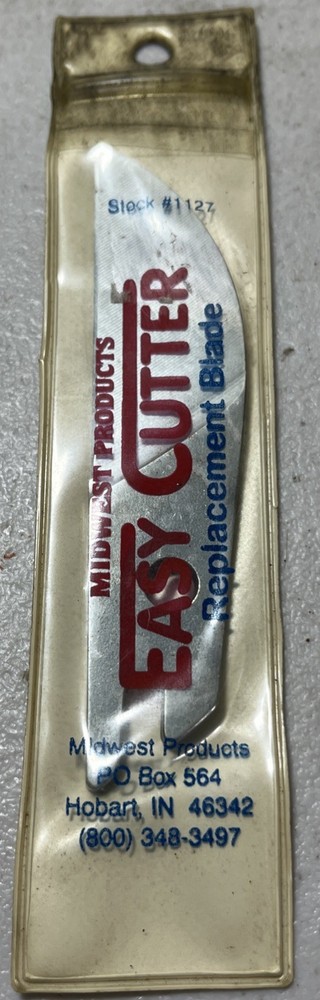 Stock #1127
MIDWEST PRODUCTS
EASY CUTTER
Replacement Blade
Midwest Products
PO Box 564
Hobart, IN 46342
(800) 348-3497